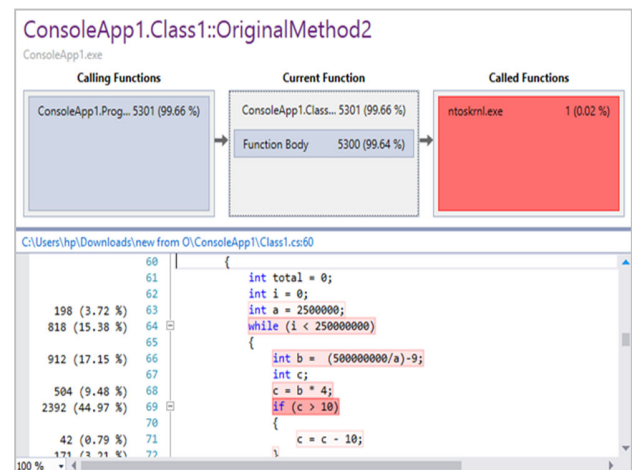 ConsoleApp1.Class1::OriginalMethod2
ConsoleApp1.exe
Calling Functions
Current Function
Called Functions
ConsoleApp1.Prog... 5301 (99.66 %)
ConsoleApp1.Class... 5301 (99.66 %)
Function Body 5300 (99.64 %)
ntoskrnl.exe 1 (0.02 %)
C:\Users\hp\Downloads\new from O\ConsoleApp1\Class1.cs:60
60 {
61 int total = 0;
62 int i = 0;
198 (3.72 %) 63 int a = 2500000;
818 (15.38 %) 64 while (i < 250000000)
65 {
912 (17.15 %) 66 int b = (500000000/a)-9;
67 int c;
504 (9.48 %) 68 c = b * 4;
2392 (44.97 %) 69 if (c > 10)
70 {
42 (0.79 %) 71 c = c - 10;
171 (3.21 %) 72 }
100 %